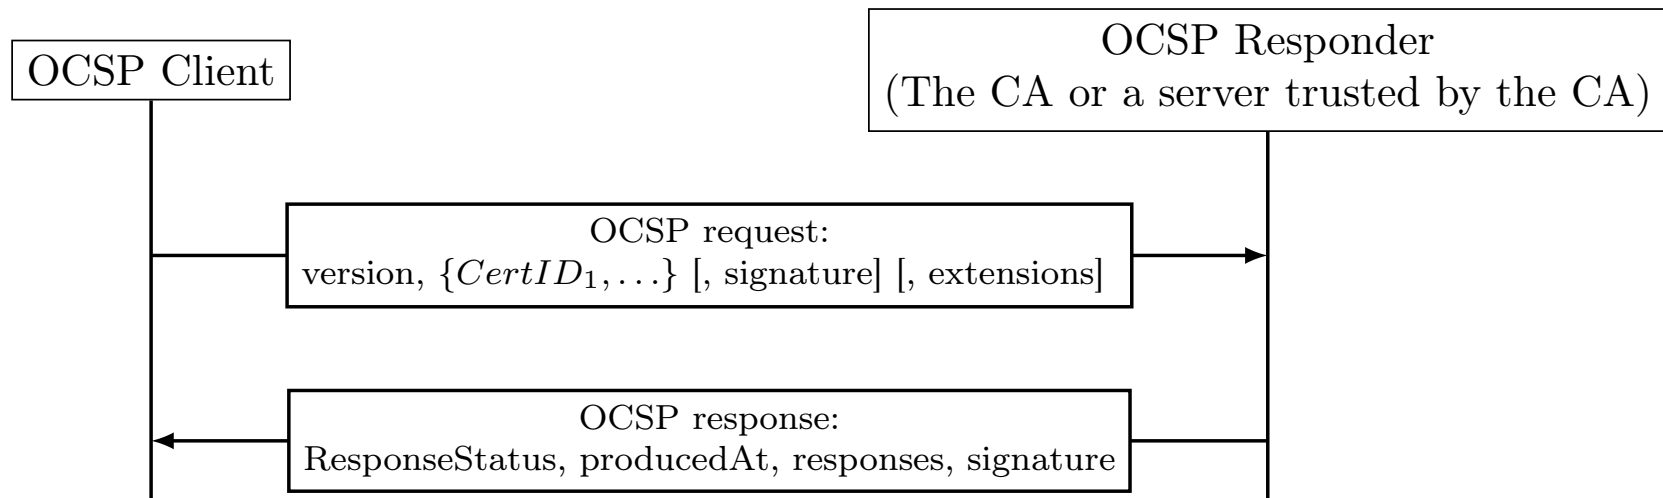 OCSP Client
OCSP Responder
(The CA or a server trusted by the CA)
OCSP request:
version, {CertID₁, . . .} [, signature] [, extensions]
OCSP response:
ResponseStatus, producedAt, responses, signature